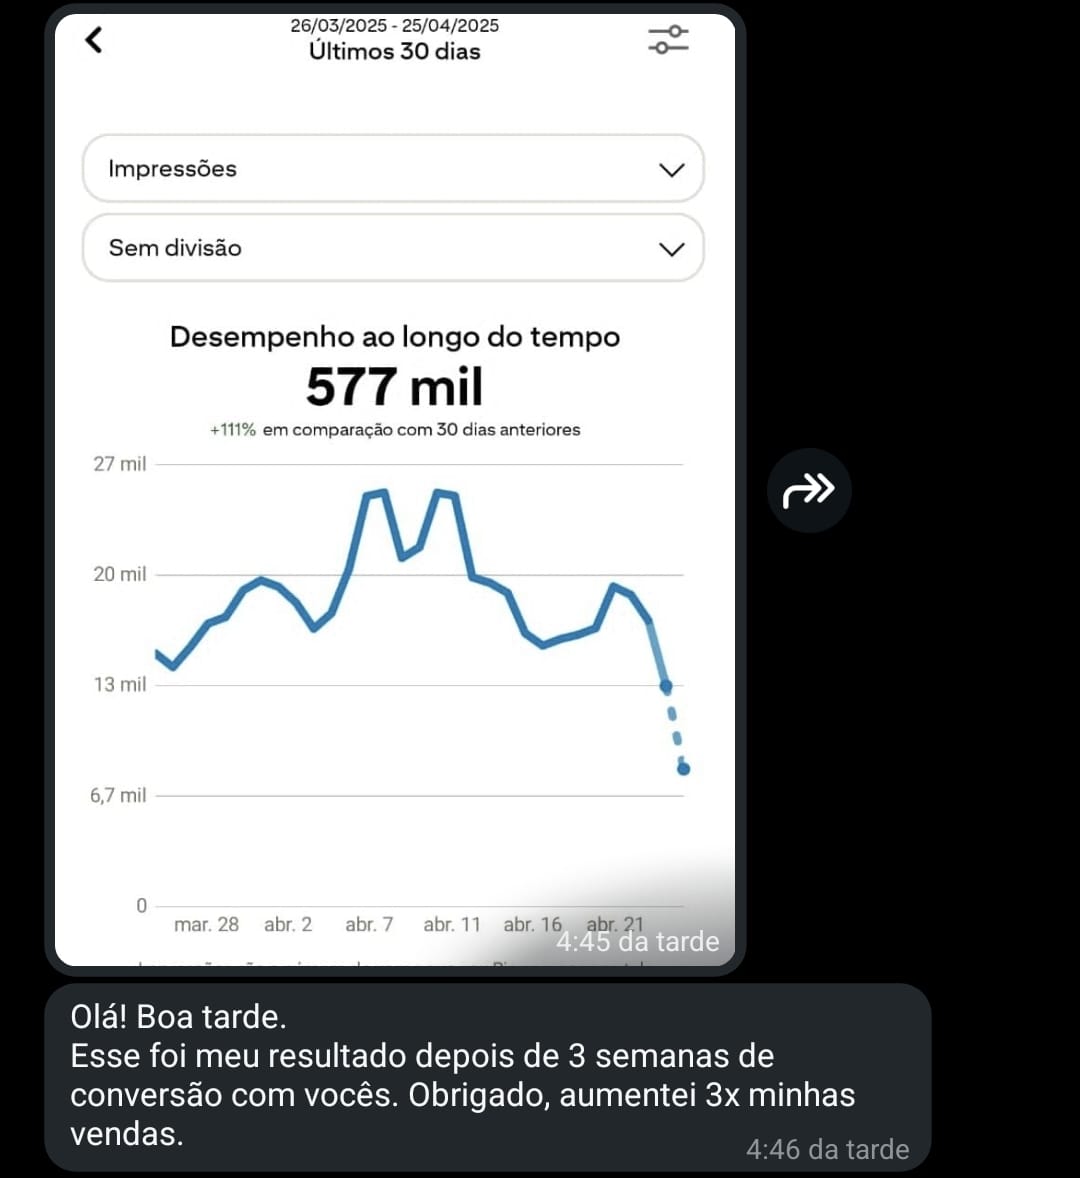 26/03/2025 - 25/04/2025
Últimos 30 dias
Impressões
Sem divisão
Desempenho ao longo do tempo
577 mil
+111% em comparação com 30 dias anteriores
27 mil
20 mil
13 mil
6,7 mil
0
mar. 28 abr. 2 abr. 7 abr. 11 abr. 16 abr. 21
4:45 da tarde
Olá! Boa tarde.
Esse foi meu resultado depois de 3 semanas de
conversão com vocês. Obrigado, aumentei 3x minhas
vendas.
4:46 da tarde